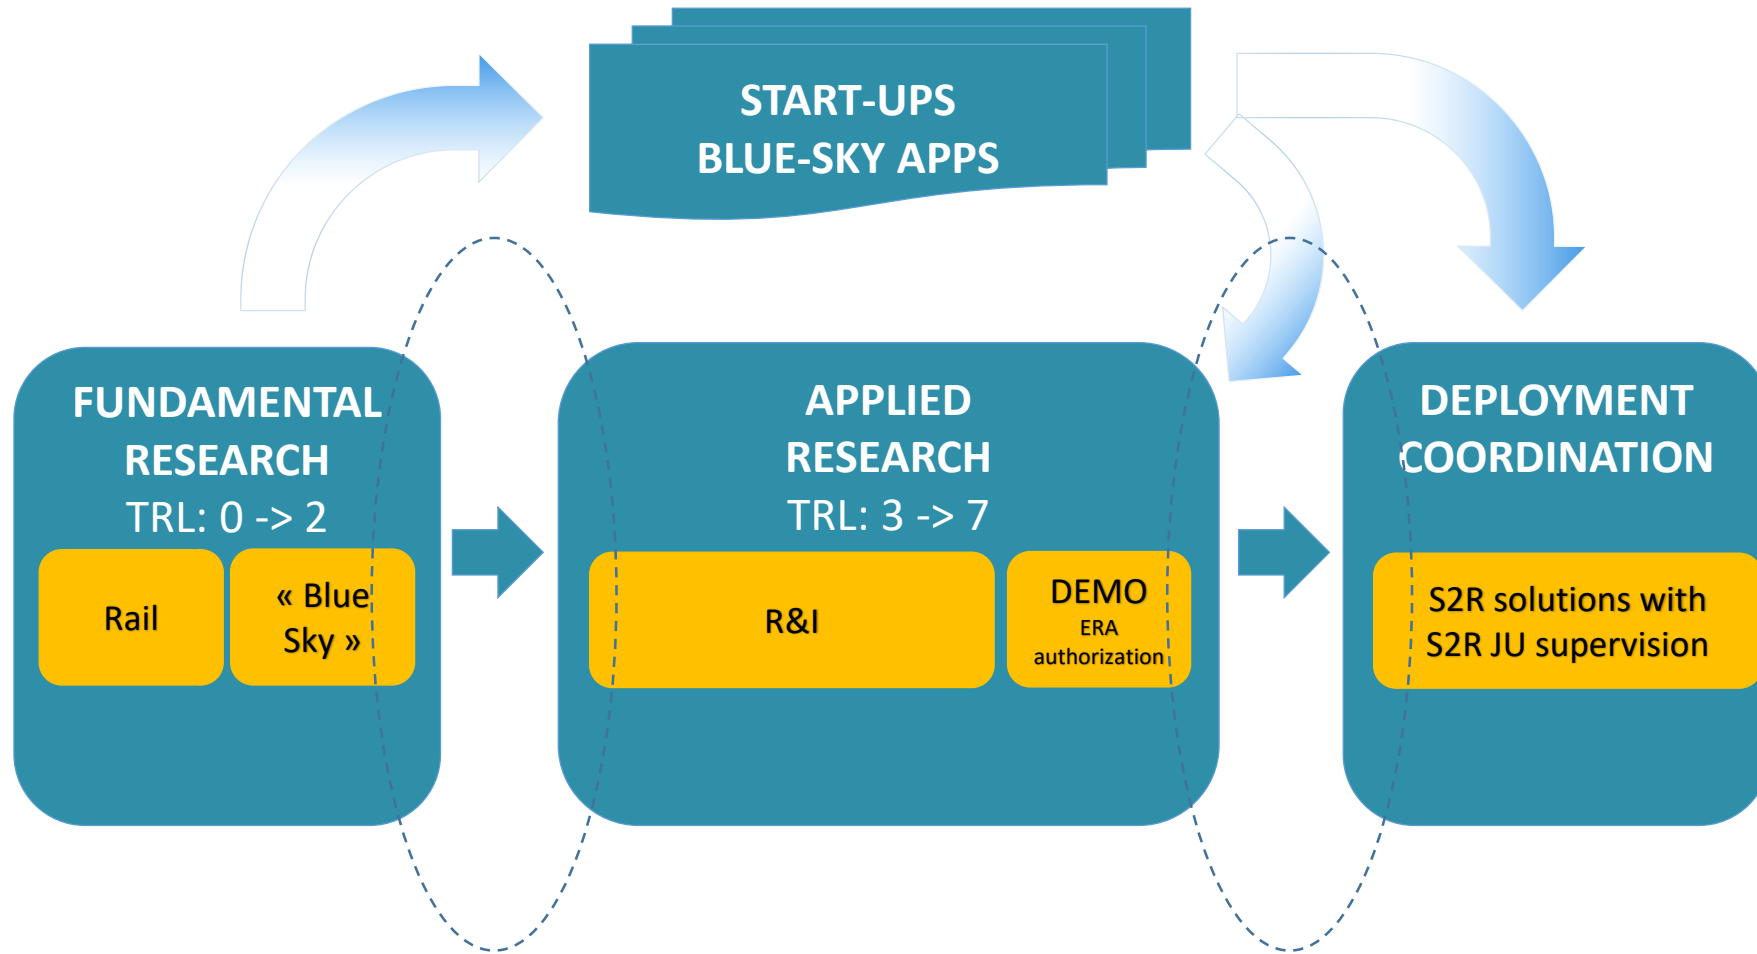 START-UPS
BLUE-SKY APPS
FUNDAMENTAL
RESEARCH
TRL: 0 -> 2
Rail
« Blue
Sky »
APPLIED
RESEARCH
TRL: 3 -> 7
R&I
DEMO
ERA
authorization
DEPLOYMENT
COORDINATION
S2R solutions with
S2R JU supervision